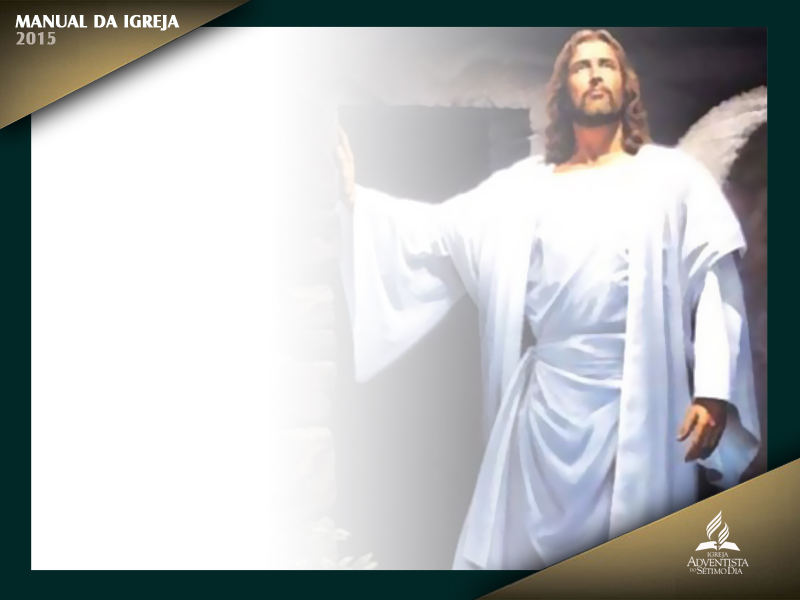 MANUAL DA IGREJA
2015
IGREJA
ADVENTISTA
DO SÉTIMO DIA